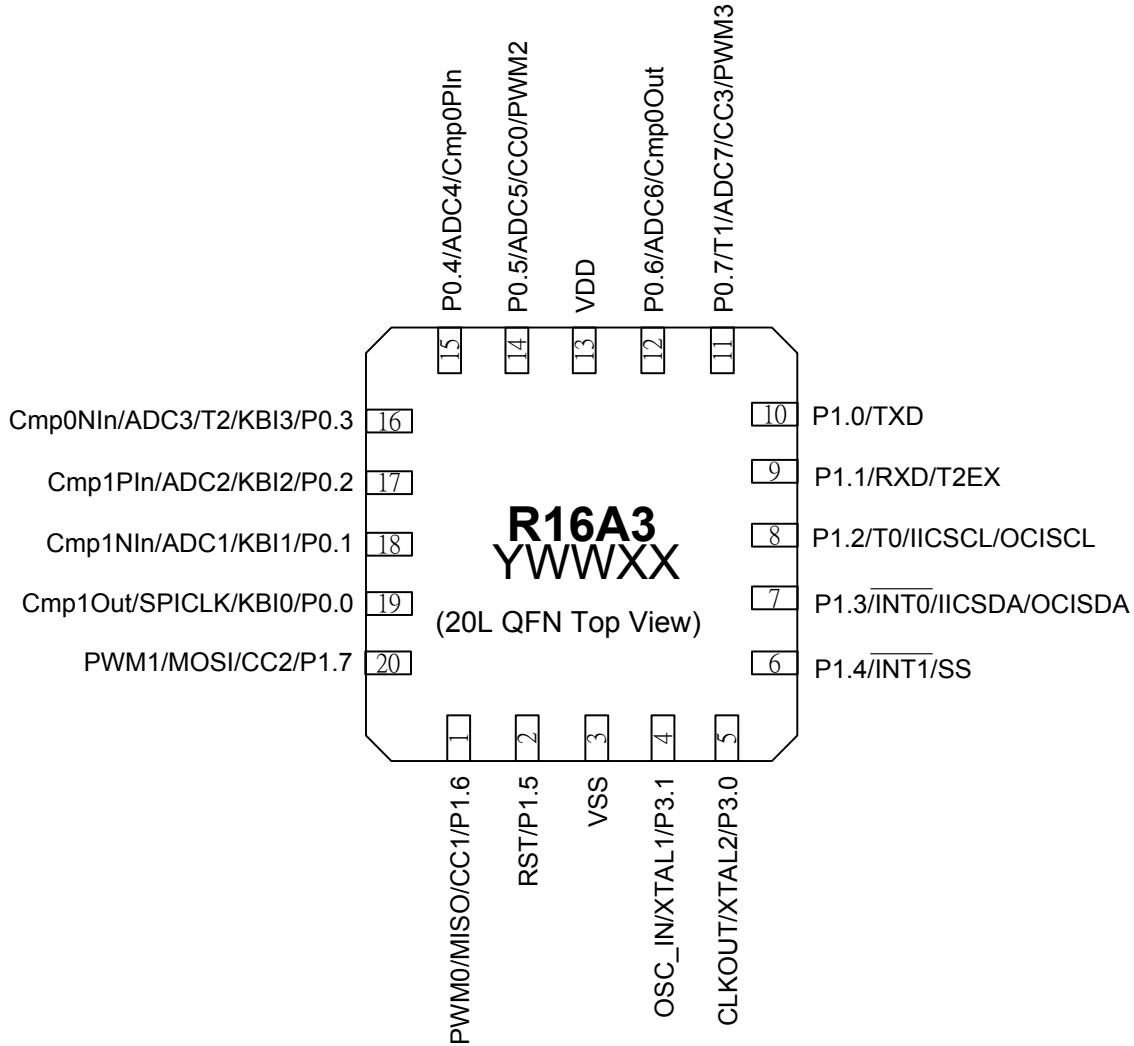 P0.4/ADC4/Cmp0PIn
P0.5/ADC5/CC0/PWM2
VDD
P0.6/ADC6/Cmp0Out
P0.7/T1/ADC7/CC3/PWM3
15
14
13
12
11
Cmp0NIn/ADC3/T2/KBI3/P0.3
16
Cmp1PIn/ADC2/KBI2/P0.2
17
Cmp1NIn/ADC1/KBI1/P0.1
18
Cmp1Out/SPICLK/KBI0/P0.0
19
PWM1/MOSI/CC2/P1.7
20
R16A3
YWWXX
(20L QFN Top View)
10
P1.0/TXD
9
P1.1/RXD/T2EX
8
P1.2/T0/IICSCL/OCISCL
7
P1.3/INT0/IICSDA/OCISDA
6
P1.4/INT1/SS
1
2
3
4
5
PWM0/MISO/CC1/P1.6
RST/P1.5
VSS
OSC_IN/XTAL1/P3.1
CLKOUT/XTAL2/P3.0